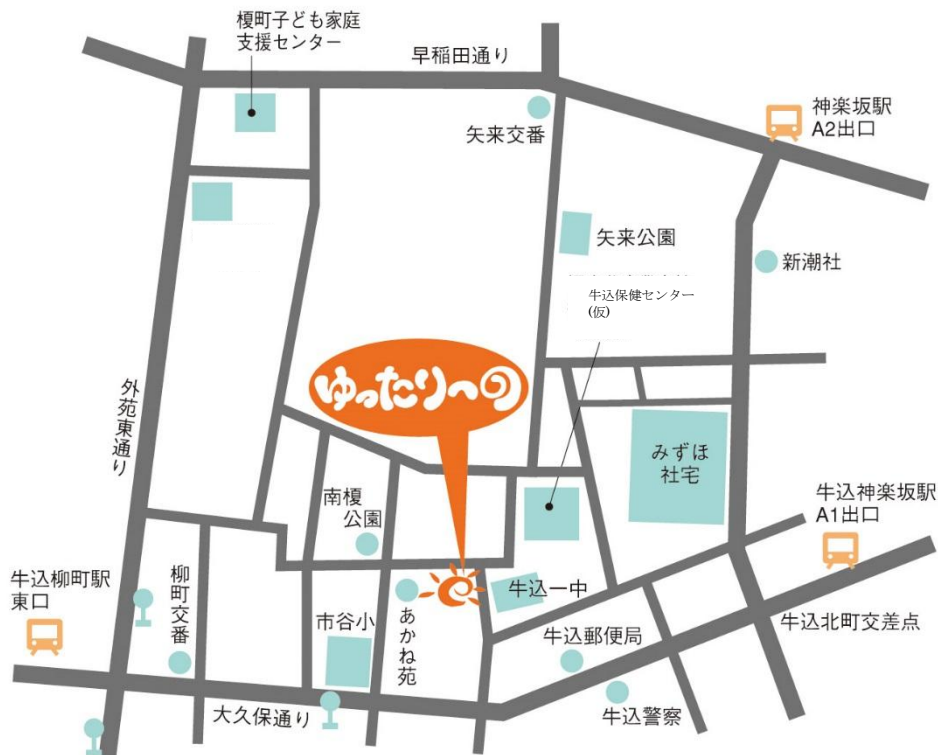 榎町子ども家庭
支援センター
早稲田通り
矢来交番
神楽坂駅
A2出口
矢来公園
新潮社
牛込保健センター
(仮)
ゆったりーの
外苑東通り
みずほ
社宅
南榎
公園
牛込神楽坂駅
A1出口
牛込柳町駅
東口
柳町交番
市谷小
あかね苑
牛込一中
牛込郵便局
牛込北町交差点
大久保通り
牛込警察